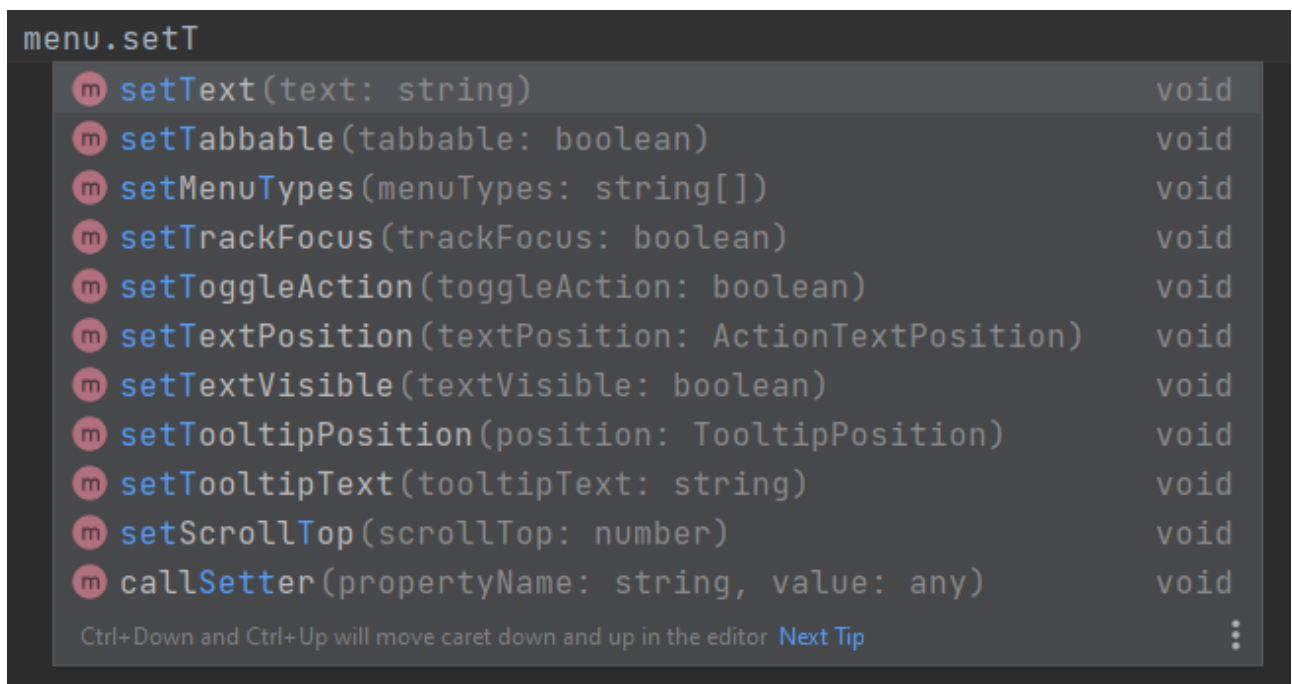 menu.setT
m setText(text: string) void
m setTabbable(tabbable: boolean) void
m setMenuTypes(menuTypes: string[]) void
m setTrackFocus(trackFocus: boolean) void
m setToggleAction(toggleAction: boolean) void
m setTextPosition(textPosition: ActionTextPosition) void
m setTextVisible(textVisible: boolean) void
m setTooltipPosition(position: TooltipPosition) void
m setTooltipText(tooltipText: string) void
m setScrollTop(scrollTop: number) void
m callSetter(propertyName: string, value: any) void
Ctrl+Down and Ctrl+Up will move caret down and up in the editor Next Tip